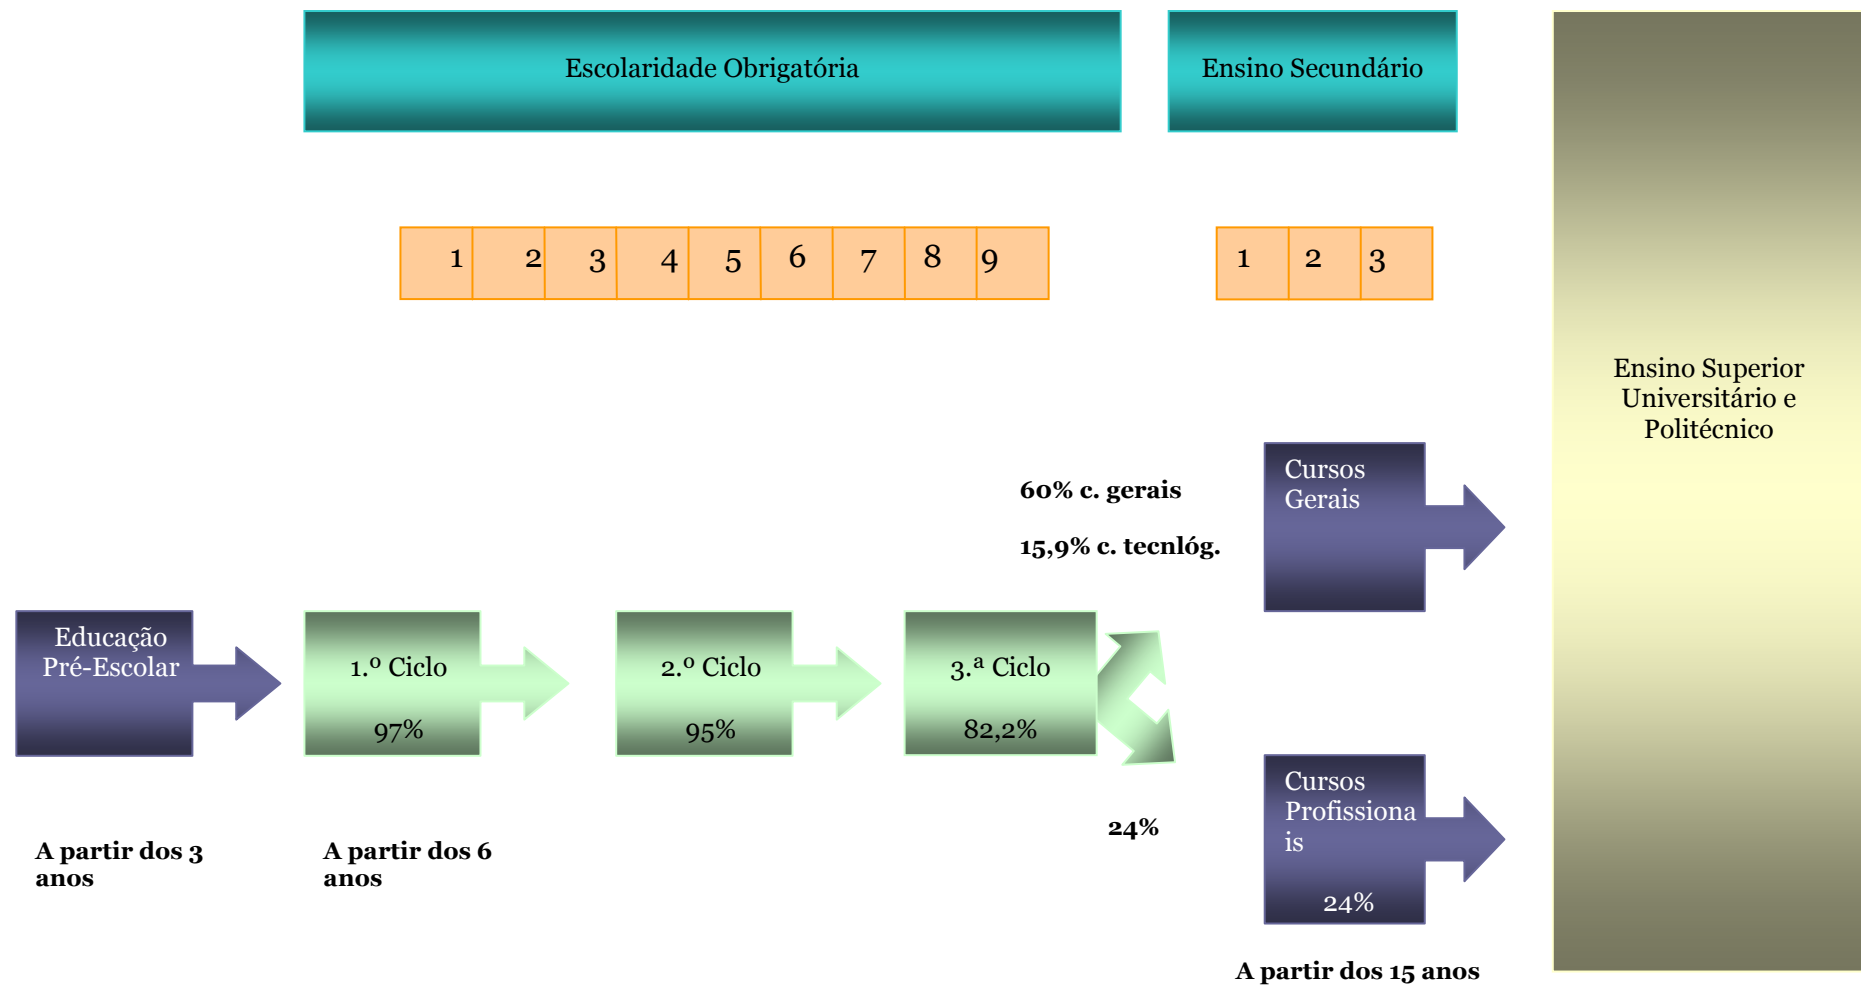 Escolaridade Obrigatória
Ensino Secundário
1 2 3 4 5 6 7 8 9
1 2 3
Ensino Superior
Universitário e
Politécnico
60% c. gerais
15,9% c. tecnlóg.
Cursos
Gerais
Educação
Pré-Escolar
1.º Ciclo
97%
2.º Ciclo
95%
3.ª Ciclo
82,2%
24%
Cursos
Profissiona
is
24%
A partir dos 3
anos
A partir dos 6
anos
A partir dos 15 anos